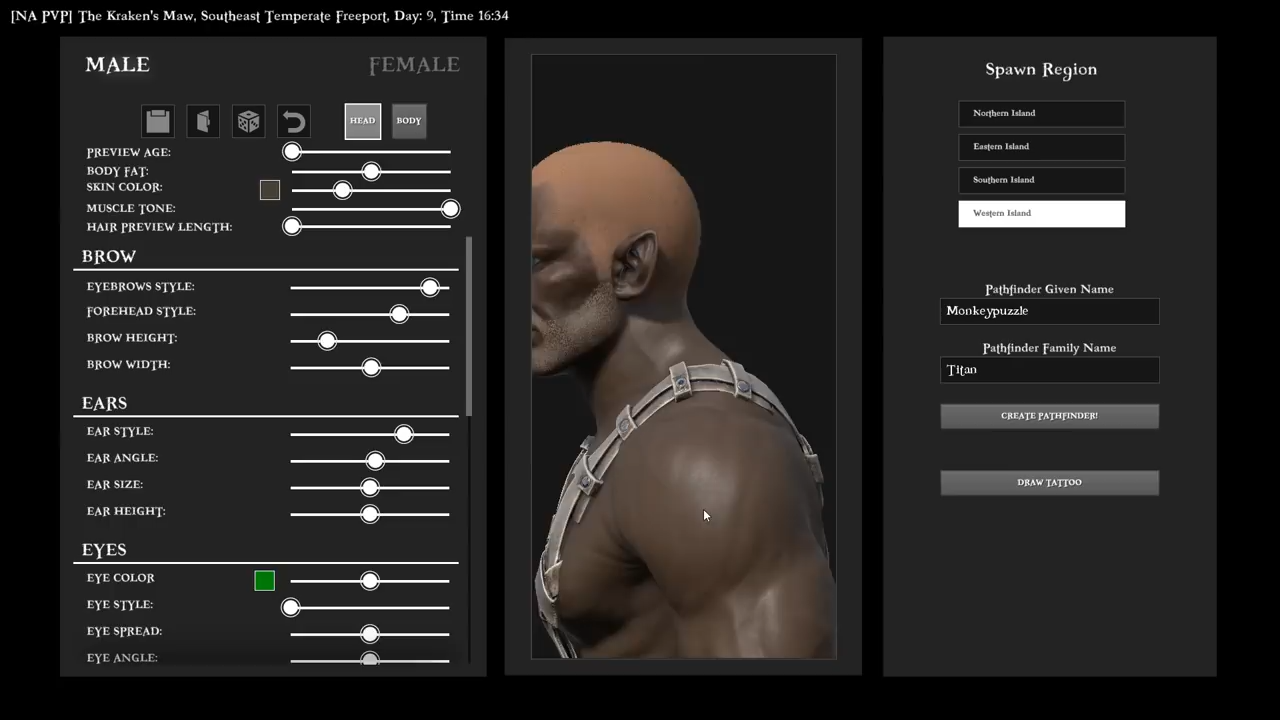 [NA PVP] The Kraken's Maw, Southeast Temperate Freeport, Day: 9, Time 16:34
MALE
FEMALE
HEAD
BODY
PREVIEW AGE:
BODY FAT:
SKIN COLOR:
MUSCLE TONE:
HAIR PREVIEW LENGTH:
BROW
EYEBROWS STYLE:
FOREHEAD STYLE:
BROW HEIGHT:
BROW WIDTH:
EARS
EAR STYLE:
EAR ANGLE:
EAR SIZE:
EAR HEIGHT:
EYES
EYE COLOR
EYE STYLE:
EYE SPREAD:
EYE ANGLE:
Spawn Region
Northern Island
Eastern Island
Southern Island
Western Island
Pathfinder Given Name
Monkeypuzzle
Pathfinder Family Name
Titan
CREATE PATHFINDER!
DRAW TATTOO